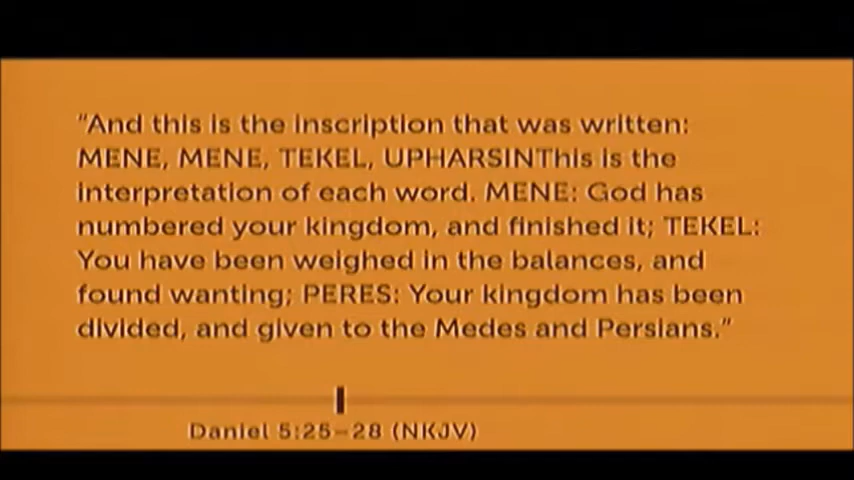 "And this is the inscription that was written:
MENE, MENE, TEKEL, UPHARSINThis is the
interpretation of each word. MENE: God has
numbered your kingdom, and finished it; TEKEL:
You have been weighed in the balances, and
found wanting; PERES: Your kingdom has been
divided, and given to the Medes and Persians."
Daniel 5:25–28 (NKJV)